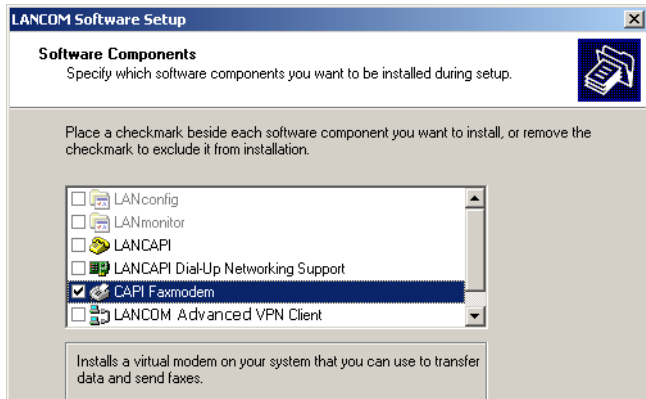 LANCOM Software Setup
Software Components
Specify which software components you want to be installed during setup.
Place a checkmark beside each software component you want to install, or remove the
checkmark to exclude it from installation.
LANconfig
LANmonitor
LANCAPI
LANCAPI Dial-Up Networking Support
CAPI Faxmodem
LANCOM Advanced VPN Client
Installs a virtual modem on your system that you can use to transfer
data and send faxes.